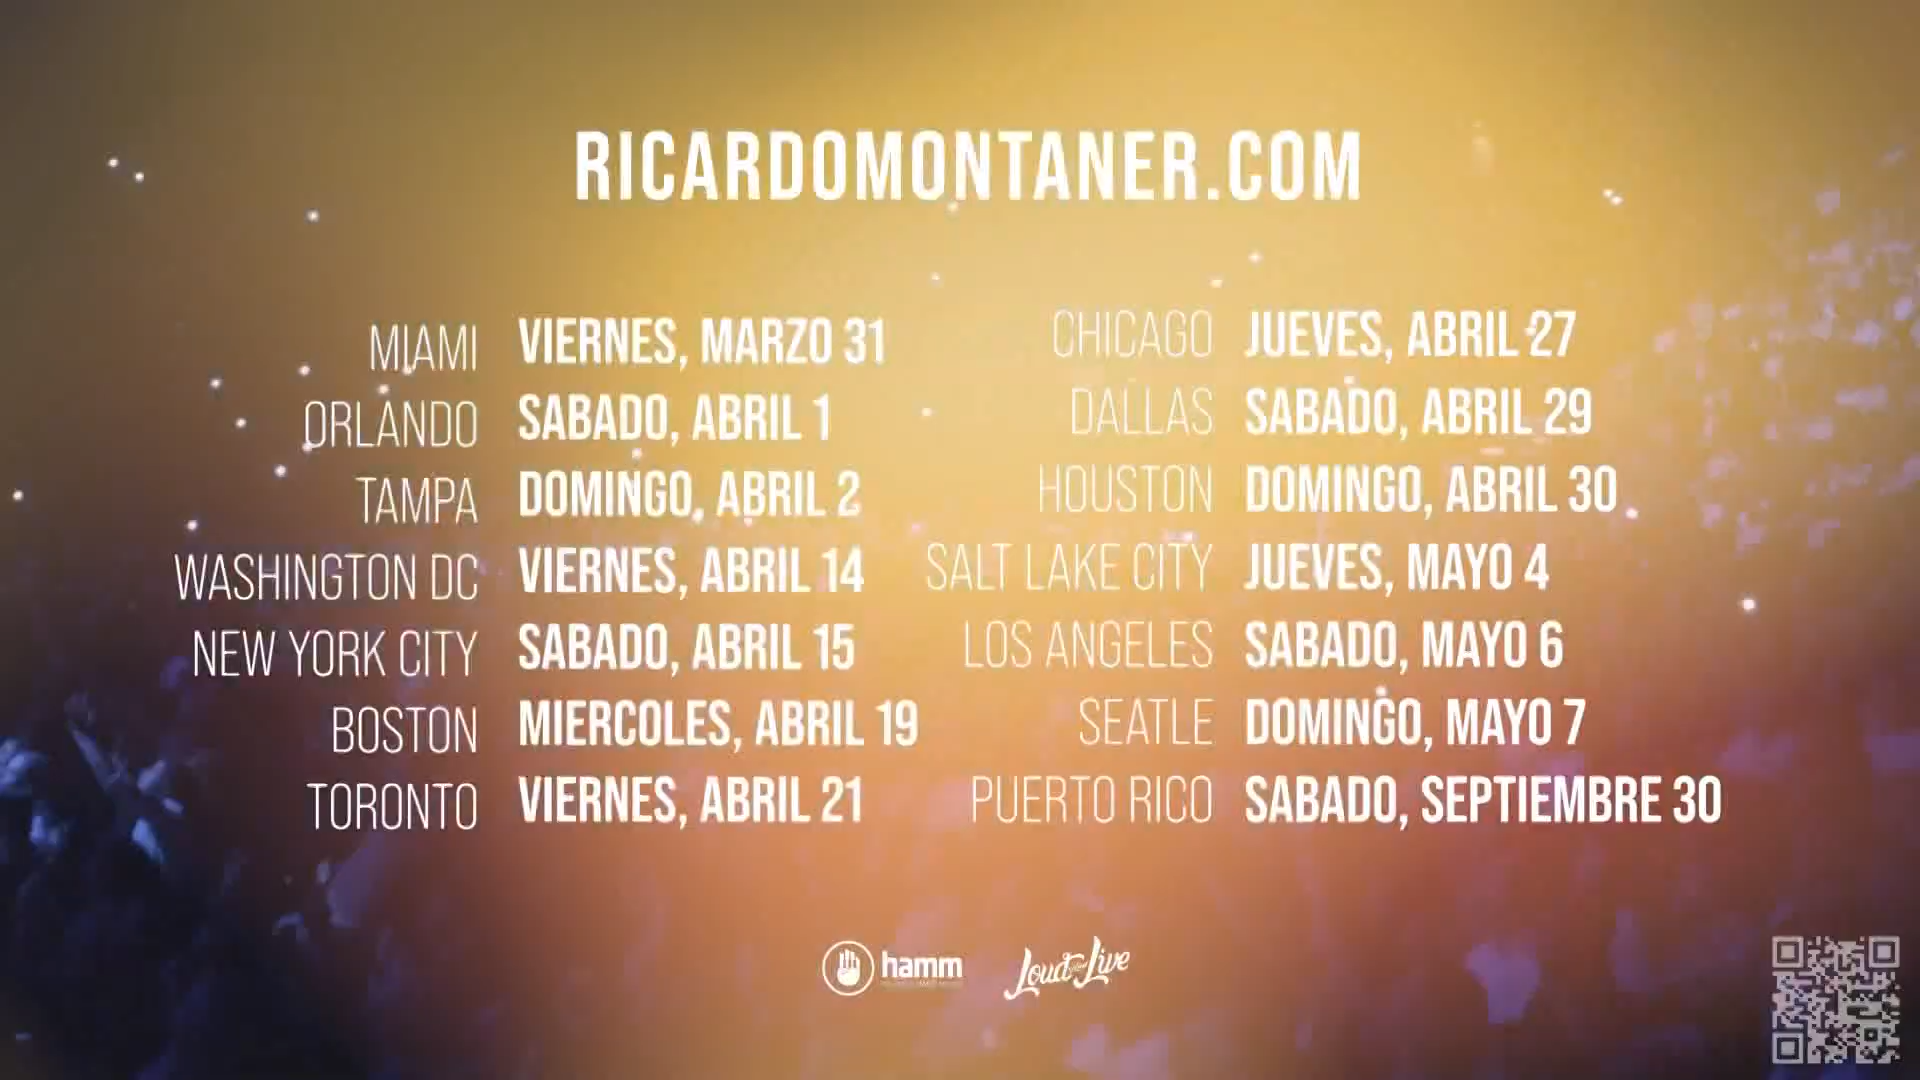 RICARDOMONTANER.COM
MIAMI VIERNES, MARZO 31
ORLANDO SABADO, ABRIL 1
TAMPA DOMINGO, ABRIL 2
WASHINGTON DC VIERNES, ABRIL 14
NEW YORK CITY SABADO, ABRIL 15
BOSTON MIERCOLES, ABRIL 19
TORONTO VIERNES, ABRIL 21
CHICAGO JUEVES, ABRIL 27
DALLAS SABADO, ABRIL 29
HOUSTON DOMINGO, ABRIL 30
SALT LAKE CITY JUEVES, MAYO 4
LOS ANGELES SABADO, MAYO 6
SEATLE DOMINGO, MAYO 7
PUERTO RICO SABADO, SEPTIEMBRE 30
hamm
Loud and Live